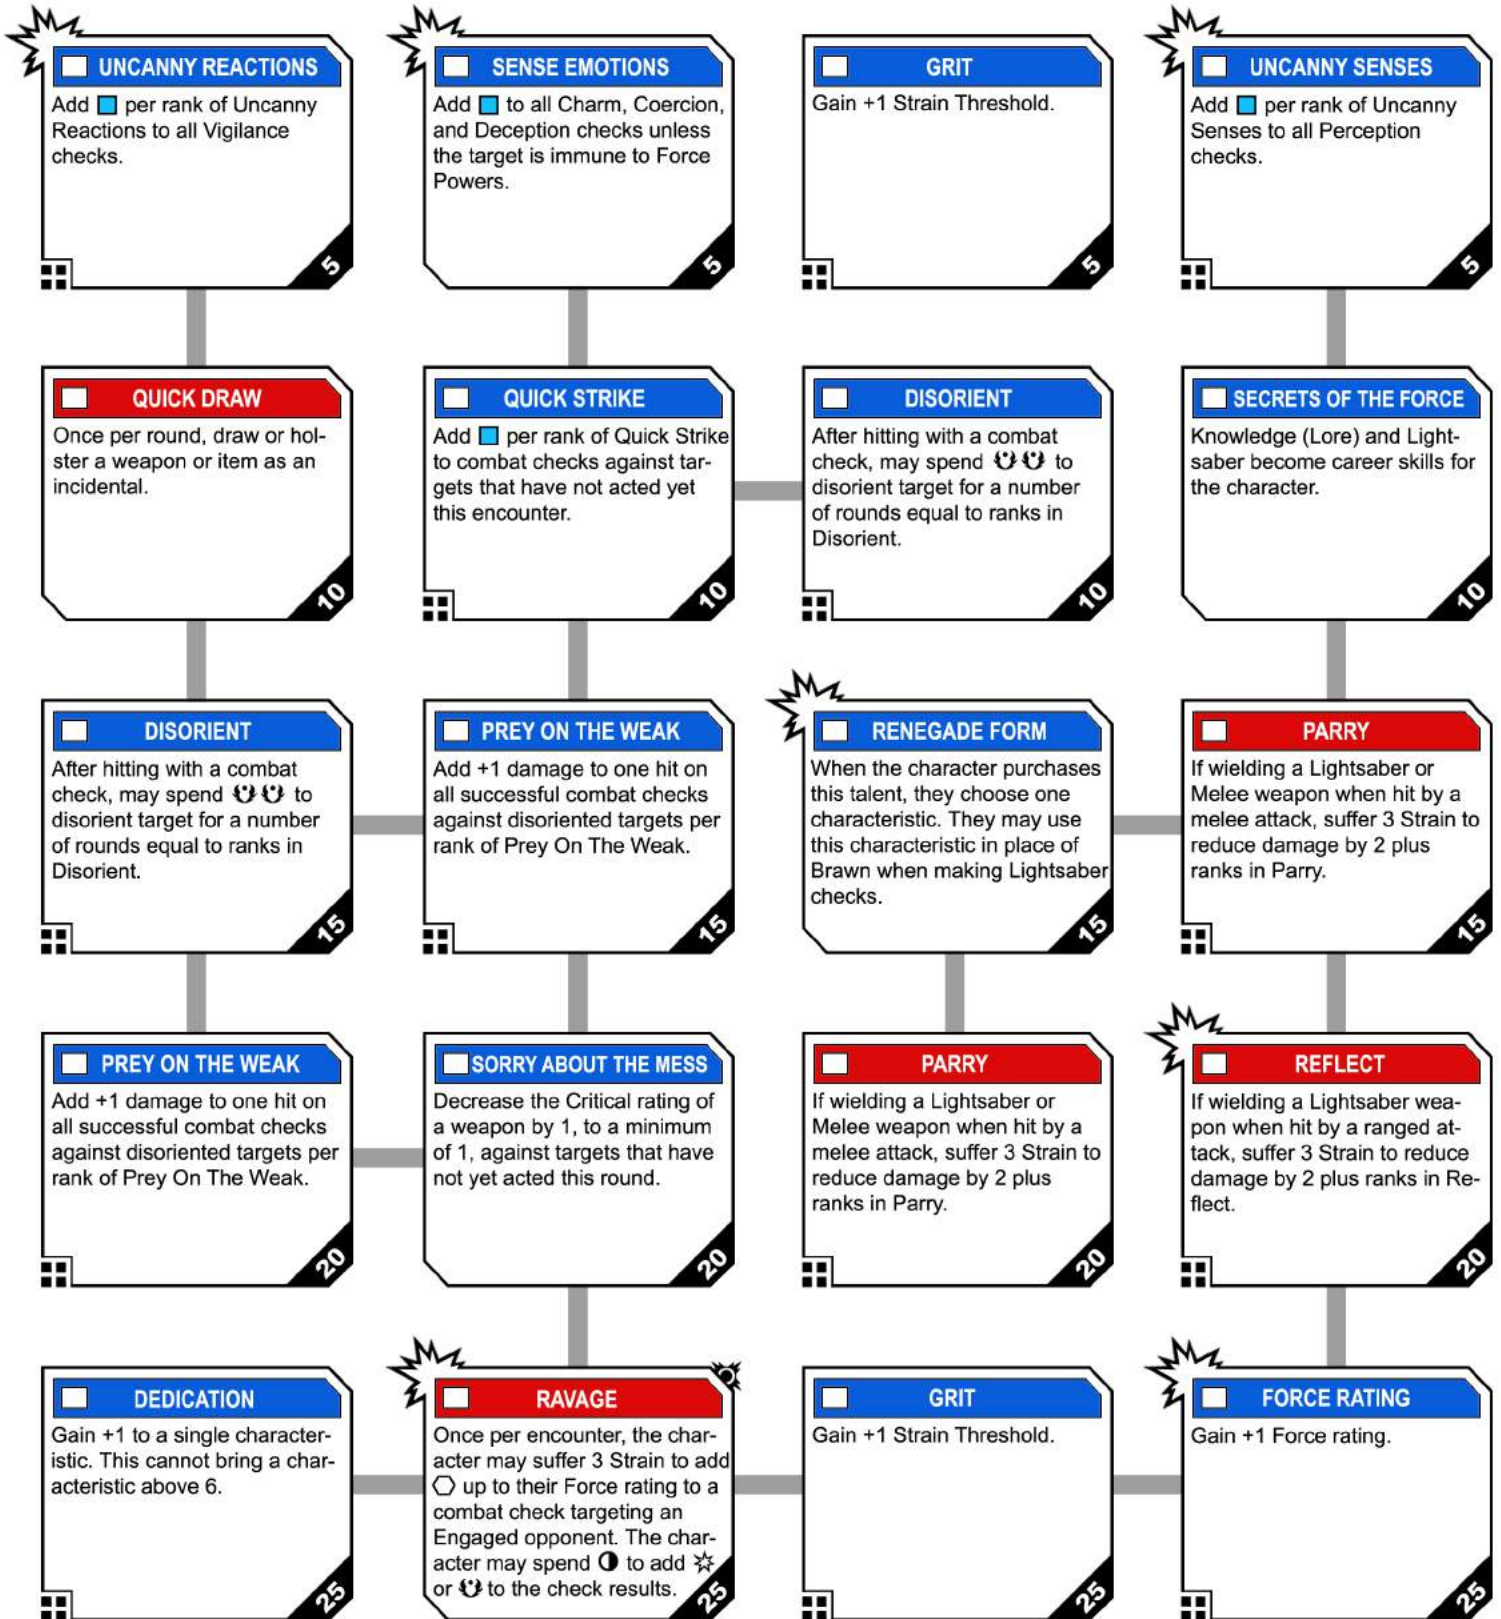 UNCANNY REACTIONS
Add per rank of Uncanny
Reactions to all Vigilance
checks.
5
SENSE EMOTIONS
Add to all Charm, Coercion,
and Deception checks unless
the target is immune to Force
Powers.
5
GRIT
Gain +1 Strain Threshold.
5
UNCANNY SENSES
Add per rank of Uncanny
Senses to all Perception
checks.
5
QUICK DRAW
Once per round, draw or hol-
ster a weapon or item as an
incidental.
10
QUICK STRIKE
Add per rank of Quick Strike
to combat checks against tar-
gets that have not acted yet
this encounter.
10
DISORIENT
After hitting with a combat
check, may spend to
disorient target for a number
of rounds equal to ranks in
Disorient.
10
SECRETS OF THE FORCE
Knowledge (Lore) and Light-
saber become career skills for
the character.
10
DISORIENT
After hitting with a combat
check, may spend to
disorient target for a number
of rounds equal to ranks in
Disorient.
15
PREY ON THE WEAK
Add +1 damage to one hit on
all successful combat checks
against disoriented targets per
rank of Prey On The Weak.
15
RENEGADE FORM
When the character purchases
this talent, they choose one
characteristic. They may use
this characteristic in place of
Brawn when making Lightsaber
checks.
15
PARRY
If wielding a Lightsaber or
Melee weapon when hit by a
melee attack, suffer 3 Strain to
reduce damage by 2 plus
ranks in Parry.
15
PREY ON THE WEAK
Add +1 damage to one hit on
all successful combat checks
against disoriented targets per
rank of Prey On The Weak.
20
SORRY ABOUT THE MESS
Decrease the Critical rating of
a weapon by 1, to a minimum
of 1, against targets that have
not yet acted this round.
20
PARRY
If wielding a Lightsaber or
Melee weapon when hit by a
melee attack, suffer 3 Strain to
reduce damage by 2 plus
ranks in Parry.
20
REFLECT
If wielding a Lightsaber wea-
pon when hit by a ranged at-
tack, suffer 3 Strain to reduce
damage by 2 plus ranks in Re-
flect.
20
DEDICATION
Gain +1 to a single character-
istic. This cannot bring a char-
acteristic above 6.
25
RAVAGE
Once per encounter, the char-
acter may suffer 3 Strain to add
up to their Force rating to a
combat check targeting an
Engaged opponent. The char-
acter may spend to add
or to the check results.
25
GRIT
Gain +1 Strain Threshold.
25
FORCE RATING
Gain +1 Force rating.
25